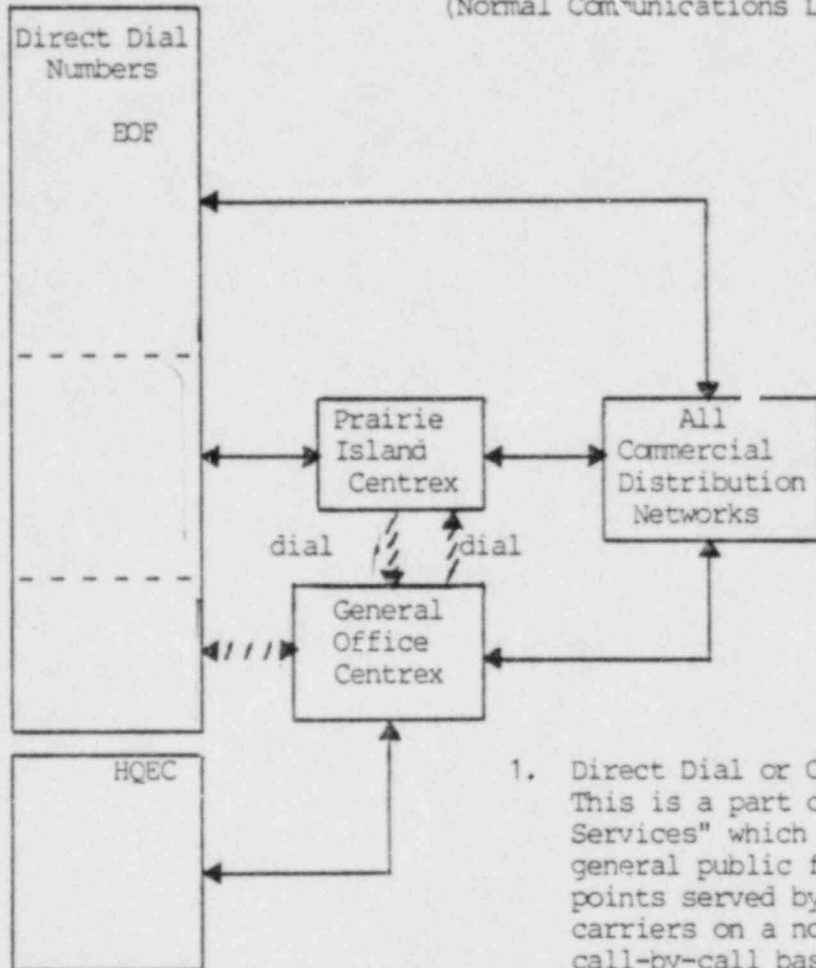 (Normal Communications
Direct Dial
Numbers
EOF
Prairie
Island
Centrex
All
Commercial
Distribution
Networks
dial
dial
General
Office
Centrex
HQEC
1. Direct Dial or
This is a part
Services" which
general public
points served by
carriers on a
call-by-call